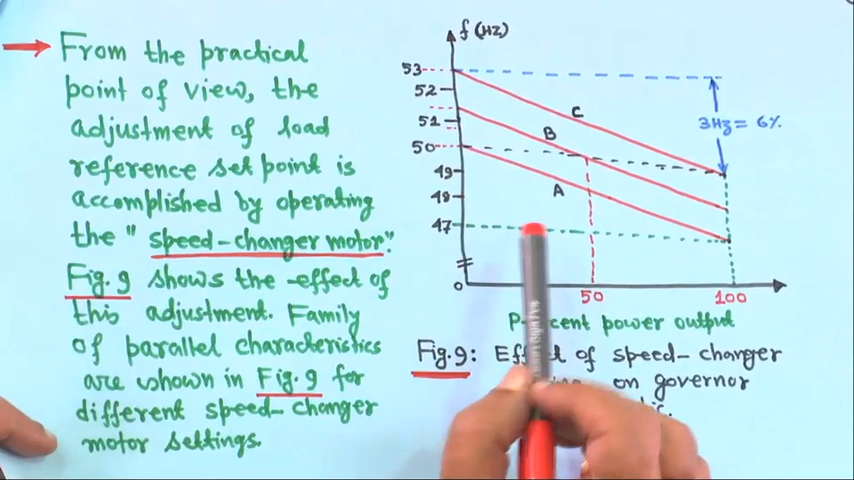 From the practical
point of view, the
adjustment of load
reference set point is
accomplished by operating
the "speed-changer motor".
Fig. 9 shows the effect of
this adjustment. Family
of parallel characteristics
are shown in Fig. 9 for
different speed-changer
motor settings.
f (HZ)
53
52
51
50
49
48
47
0
C
B
A
3Hz = 6%
50
100
power output
Fig. 9: of speed-changer
on governor